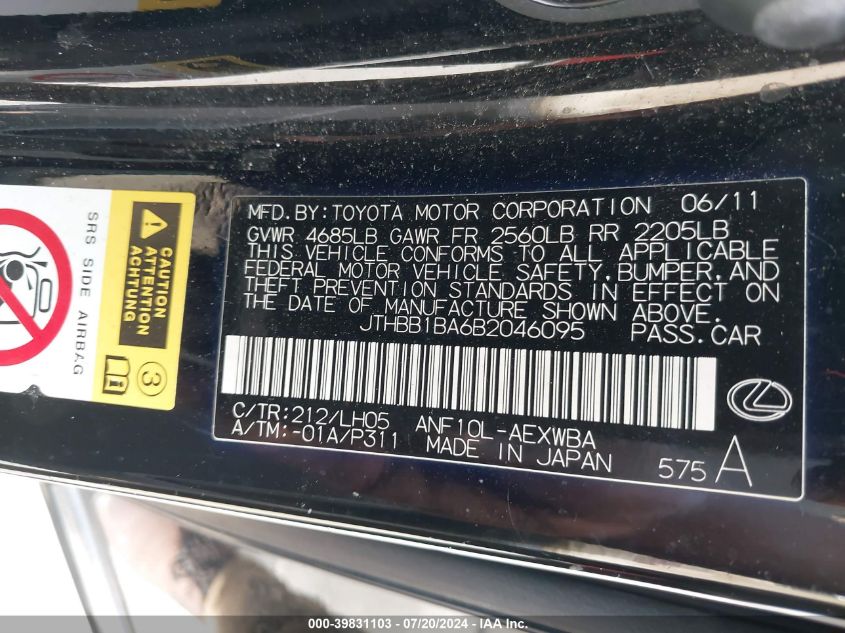 SRS SIDE AIRBAG
CAUTION
ATTENTION
ACHTUNG
3
MFD.BY:TOYOTA MOTOR CORPORATION 06/11
GVWR 4685LB GAWR FR 2560LB RR 2205LB
THIS VEHICLE CONFORMS TO ALL APPLICABLE
FEDERAL MOTOR VEHICLE SAFETY,BUMPER,AND
THEFT PREVENTION STANDARDS IN EFFECT ON
THE DATE OF MANUFACTURE SHOWN ABOVE.
JTHBB1BA6B2046095 PASS.CAR
C/TR:212/LH05 ANF10L-AEXWBA
A/TM:-01A/P311 MADE IN JAPAN 575 A
000-39831103 - 07/20/2024 - IAA Inc.